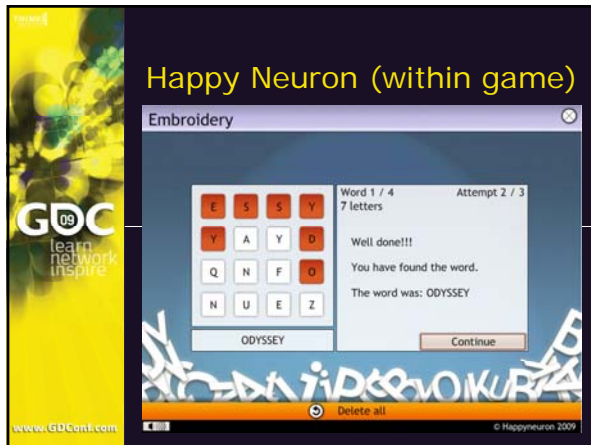 THINK
Happy Neuron (within game)
Embroidery
Word 1 / 4 Attempt 2 / 3
7 letters
E S S Y
Y A Y D
Q N F O
N U E Z
Well done!!!
You have found the word.
The word was: ODYSSEY
ODYSSEY
Continue
GDC
09
learn
network
inspire
Delete all
www.GDConf.com
© Happyneuron 2009